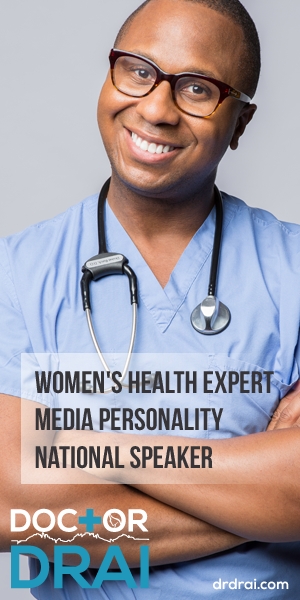 WOMEN'S HEALTH EXPERT
MEDIA PERSONALITY
NATIONAL SPEAKER
DOCTOR
DRAI
drdrai.com